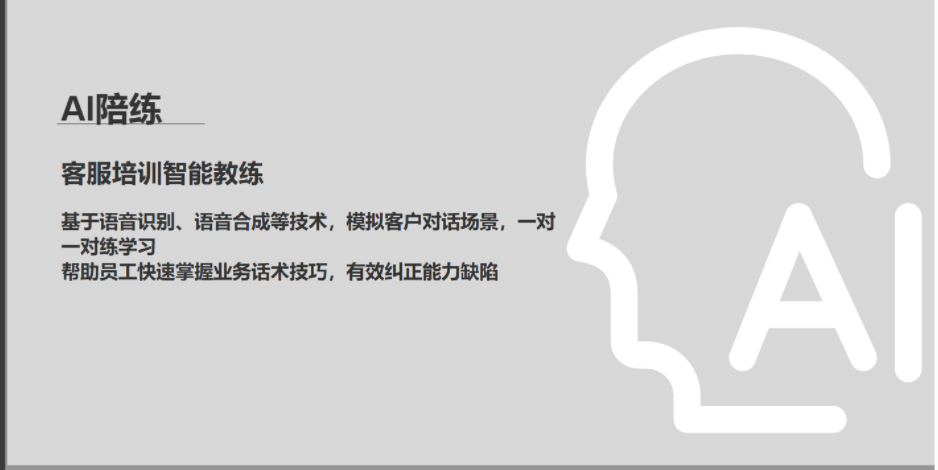 AI陪练
客服培训智能教练
基于语音识别、语音合成等技术，模拟客户对话场景，一对
一对练学习
帮助员工快速掌握业务话术技巧，有效纠正能力缺陷
AI